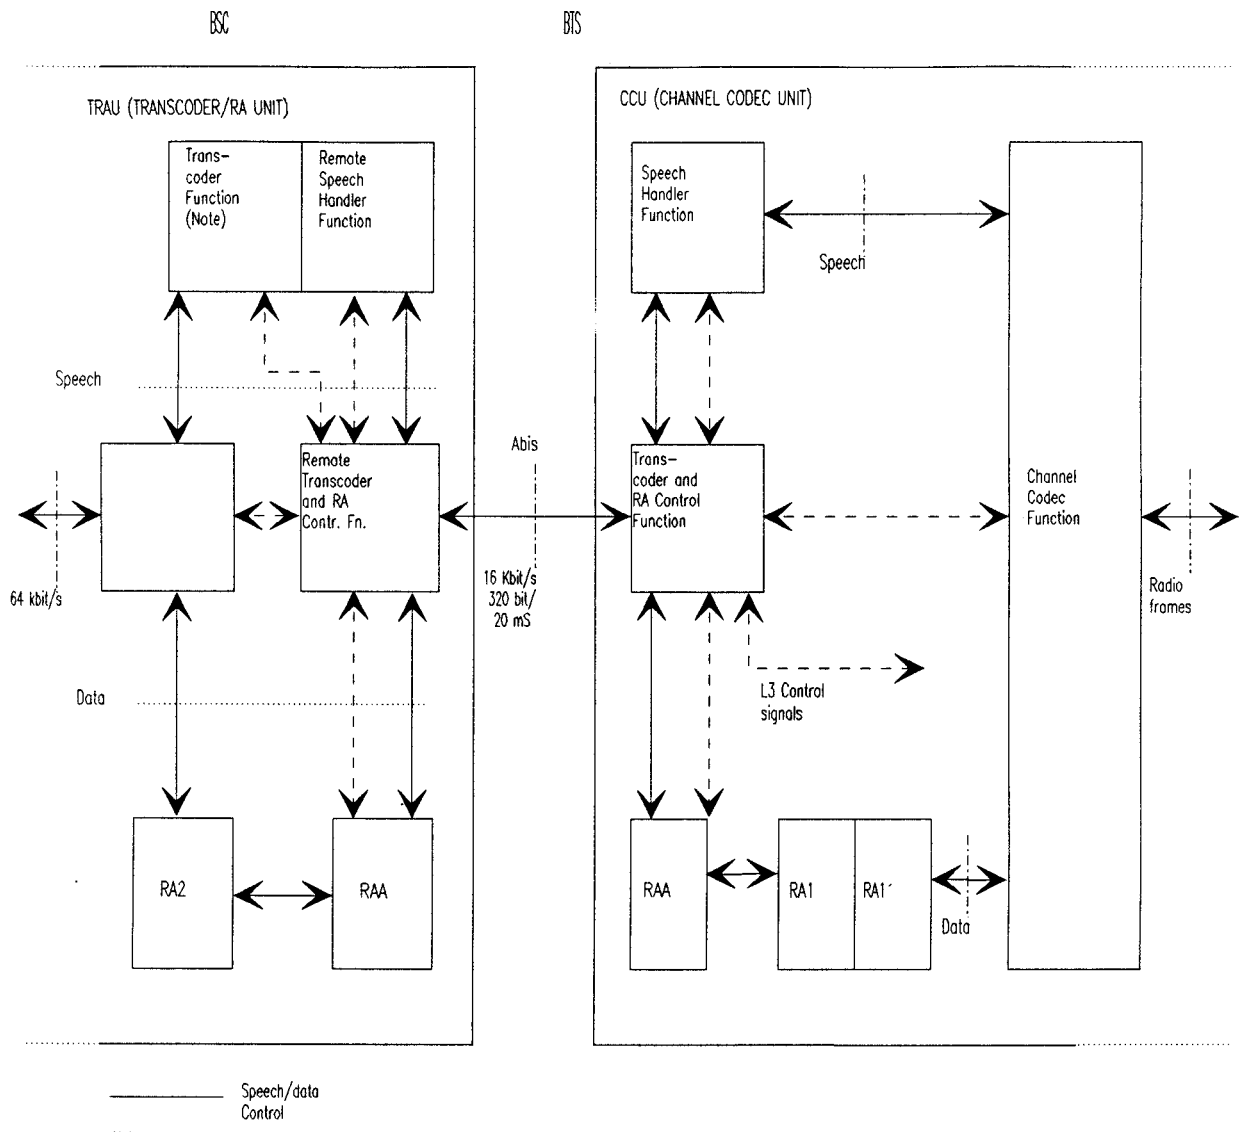 BSC
BTS
TRAU (TRANSCODER/RA UNIT)
CCU (CHANNEL CODEC UNIT)
Trans-
coder
Function
(Note)
Remote
Speech
Handler
Function
Speech
Handler
Function
Speech
Speech
Abis
Remote
Transcoder
and RA
Contr. Fn.
Trans-
coder and
RA Control
Function
Channel
Codec
Function
64 kbit/s
16 Kbit/s
320 bit/
20 mS
Radio
frames
Data
L3 Control
signals
RA2
RAA
RAA
RA1
RA1´
Data
Speech/data
Control